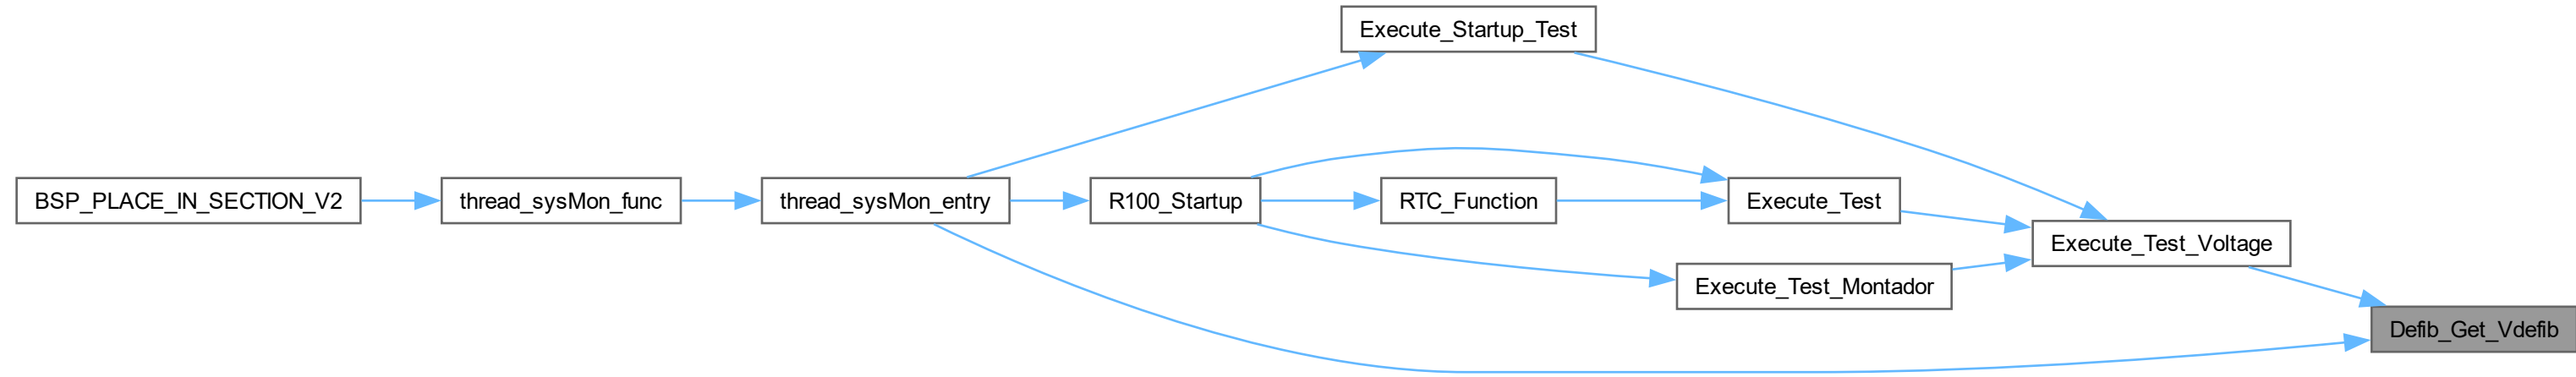 Execute_Startup_Test
BSP_PLACE_IN_SECTION_V2
thread_sysMon_func
thread_sysMon_entry
R100_Startup
RTC_Function
Execute_Test
Execute_Test_Voltage
Execute_Test_Montador
Defib_Get_Vdefib